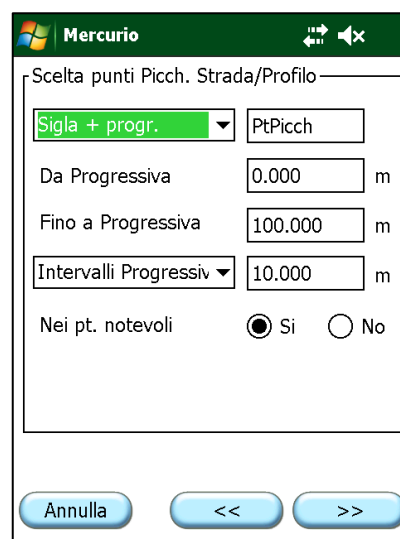 Mercurio
Scelta punti Picch. Strada/Profilo
Sigla + progr. PtPicch
Da Progressiva 0.000 m
Fino a Progressiva 100.000 m
Intervalli Progressiv 10.000 m
Nei pt. notevoli Si No
Annulla << >>